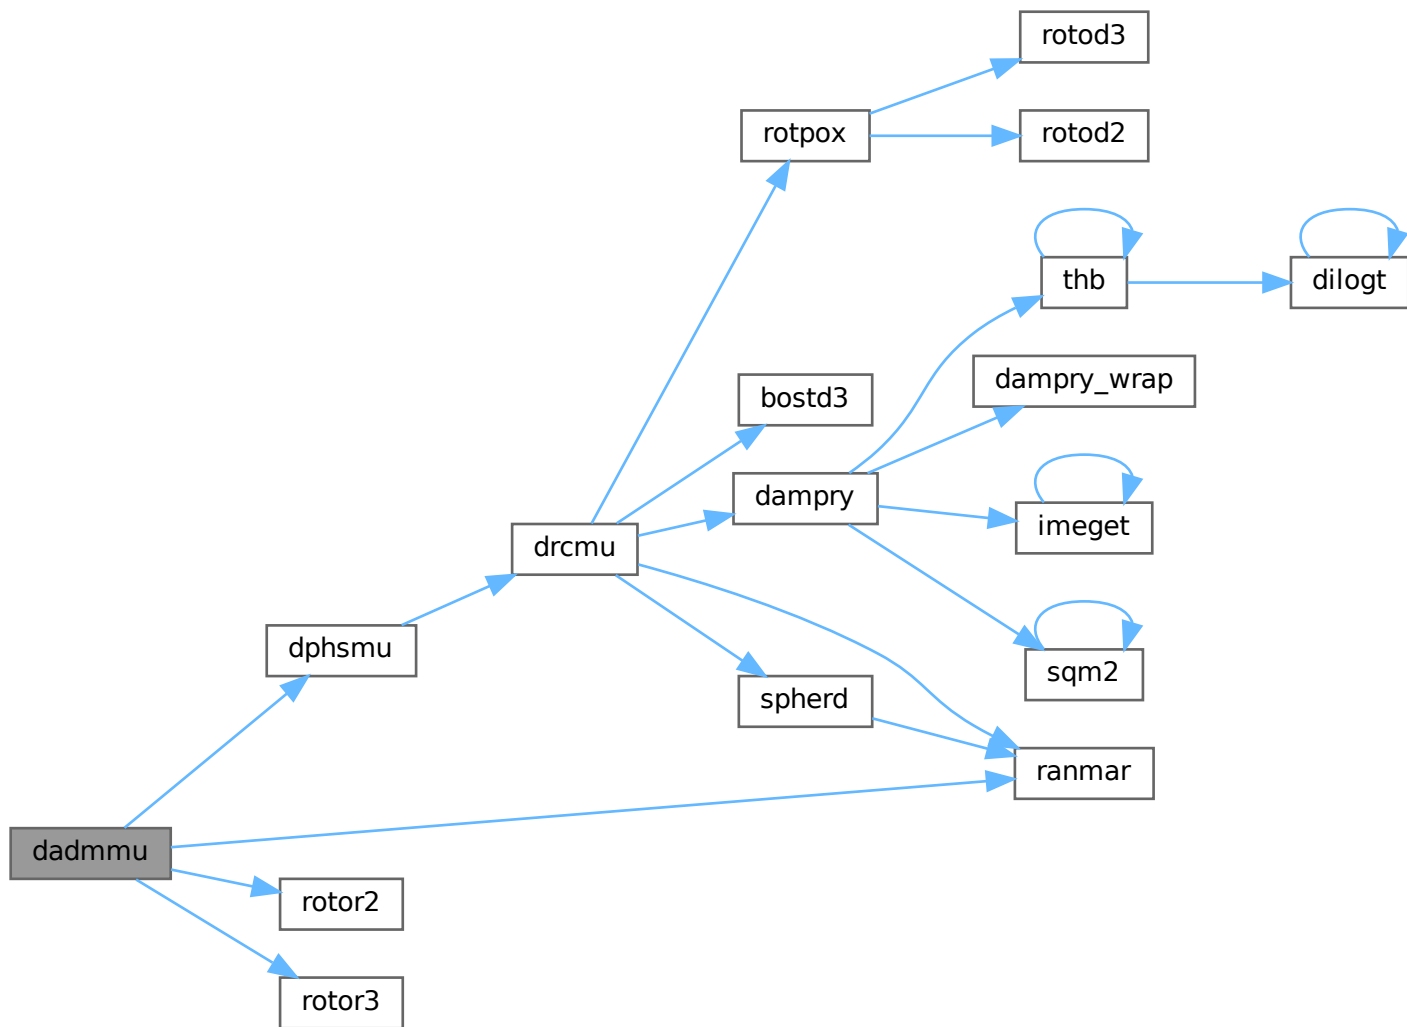 rotod3
rotpox
rotod2
thb
dilogt
dampry_wrap
bostd3
dampry
imeget
drcmu
dphsmu
sqm2
spherd
ranmar
dadmmu
rotor2
rotor3